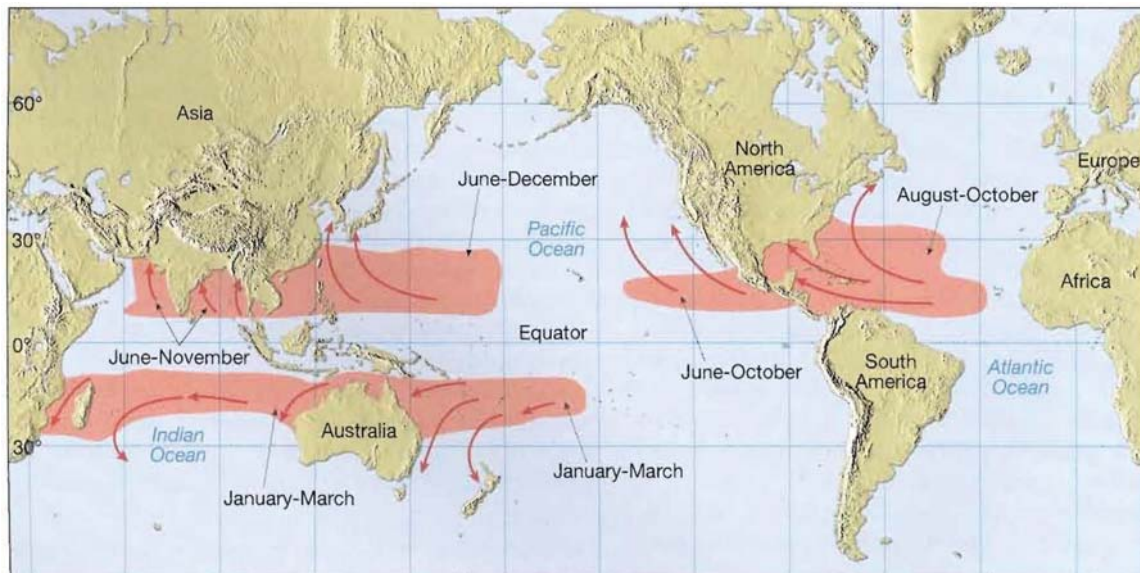 60°
Asia
North
America
Europe
June-December
August-October
Pacific
Ocean
30°
Africa
Equator
0°
June-November
June-October
South
America
Atlantic
Ocean
Australia
Indian
Ocean
30°
January-March
January-March